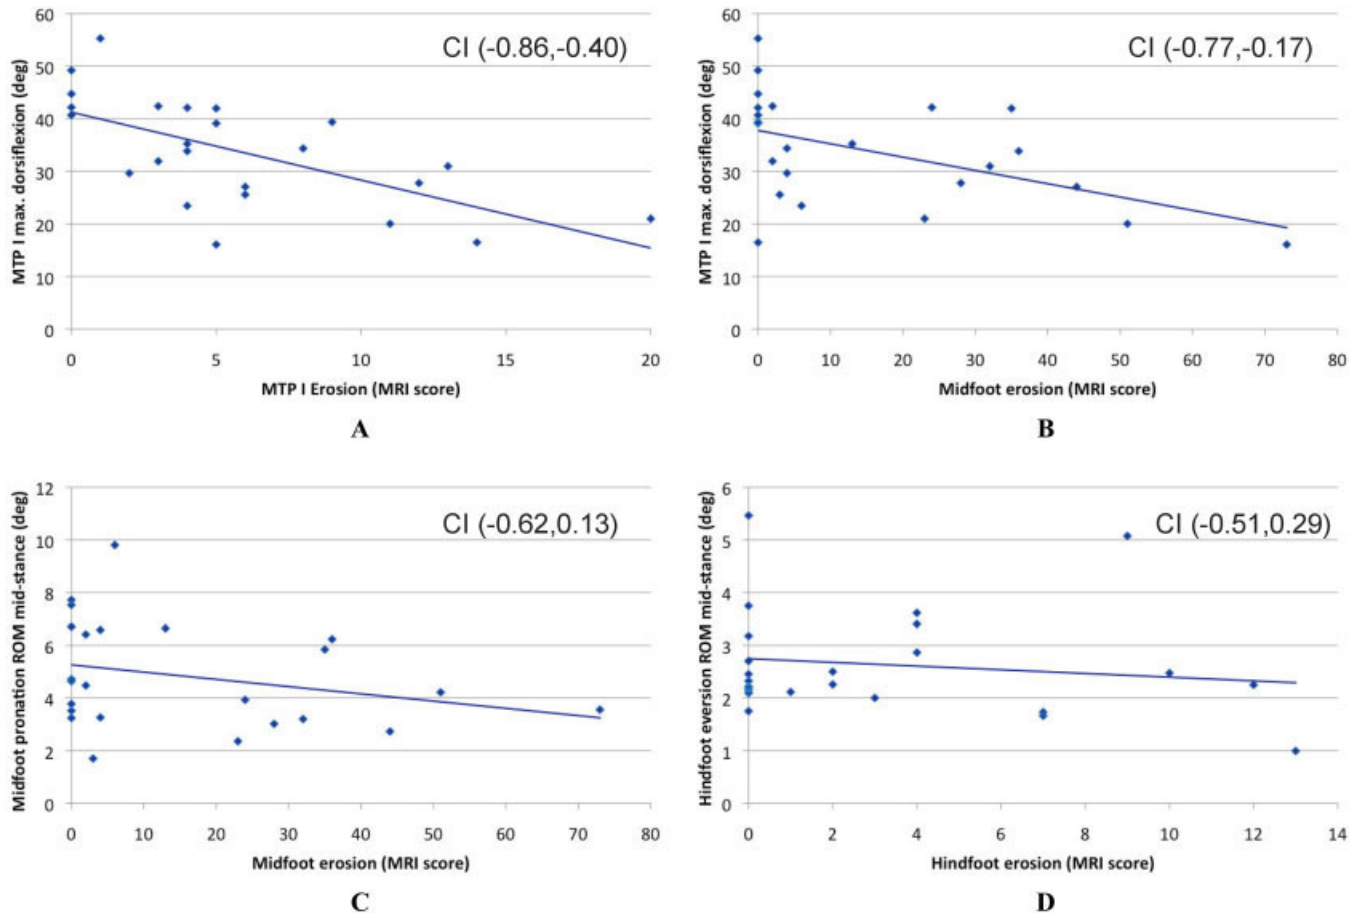 60
50
40
30
20
10
0
MTP I max. dorsiflexion (deg)
CI (-0.86,-0.40)
0 5 10 15 20
MTP I Erosion (MRI score)
A
60
50
40
30
20
10
0
MTP I max. dorsiflexion (deg)
CI (-0.77,-0.17)
0 10 20 30 40 50 60 70 80
Midfoot erosion (MRI score)
B
12
10
8
6
4
2
0
Midfoot pronation ROM mid-stance (deg)
CI (-0.62,0.13)
0 10 20 30 40 50 60 70 80
Midfoot erosion (MRI score)
C
6
5
4
3
2
1
0
Hindfoot eversion ROM mid-stance (deg)
CI (-0.51,0.29)
0 2 4 6 8 10 12 14
Hindfoot erosion (MRI score)
D